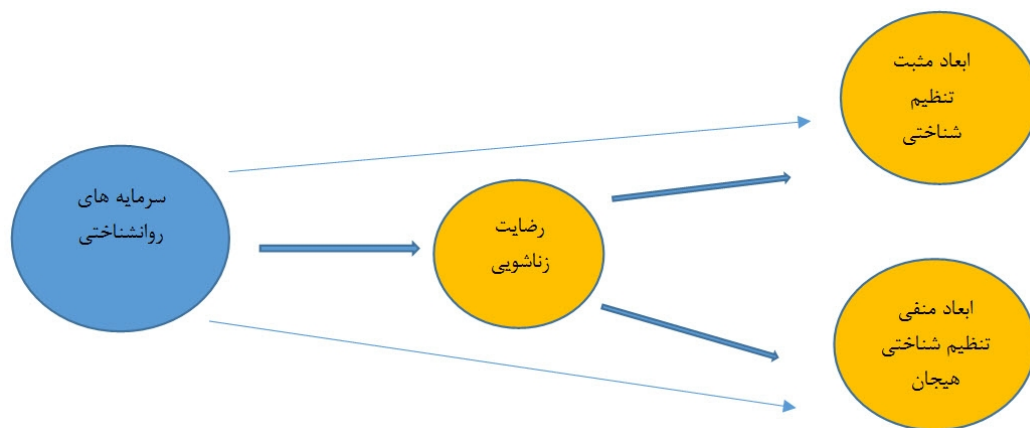 ابعاد مثبت
تنظیم
شناختی
سرمایه های
روانشناختی
رضایت
زناشویی
ابعاد منفی
تنظیم شناختی
هیجان